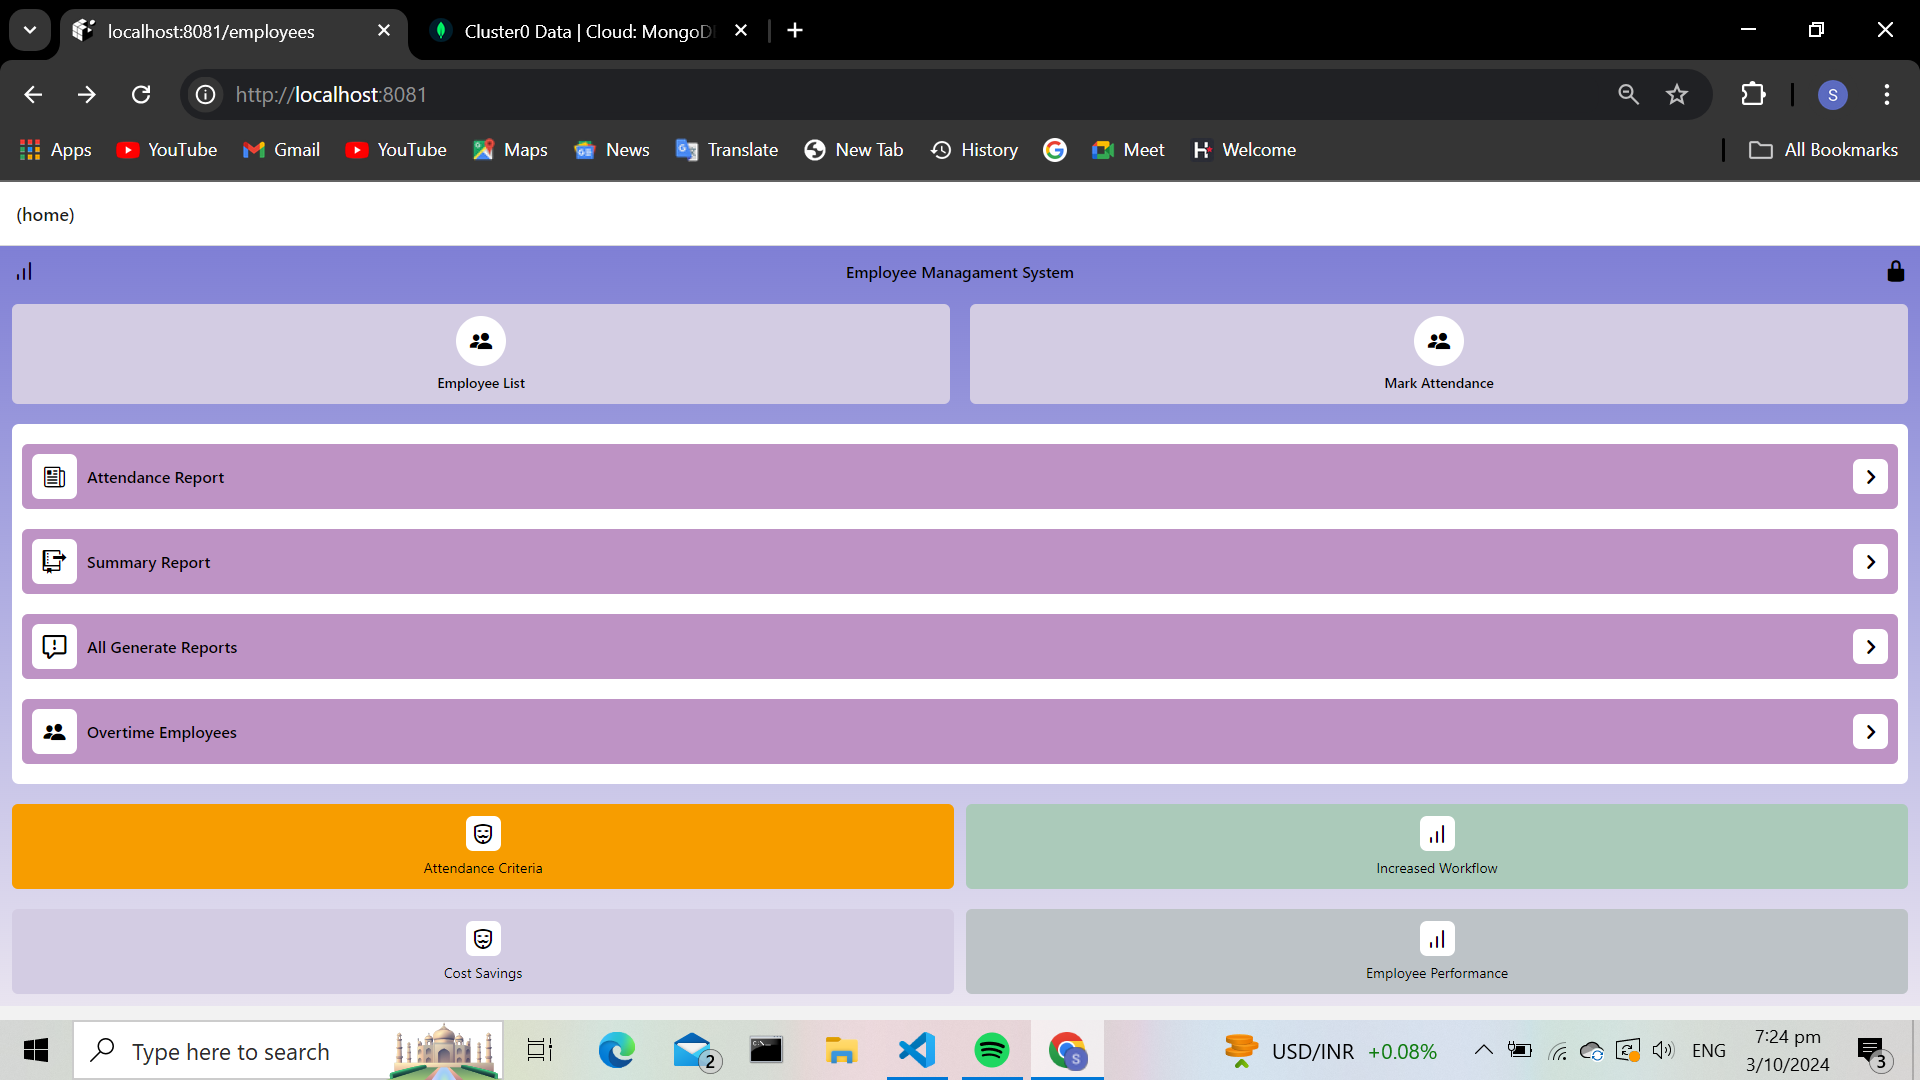 localhost:8081/employees
Cluster0 Data | Cloud: MongoD
http://localhost:8081
S
Apps
YouTube
Gmail
YouTube
Maps
News
Translate
New Tab
History
Meet
Welcome
All Bookmarks
(home)
Employee Managament System
Employee List
Mark Attendance
Attendance Report
Summary Report
All Generate Reports
Overtime Employees
Attendance Criteria
Increased Workflow
Cost Savings
Employee Performance
Type here to search
2
S
USD/INR +0.08%
ENG
7:24 pm
3/10/2024
3